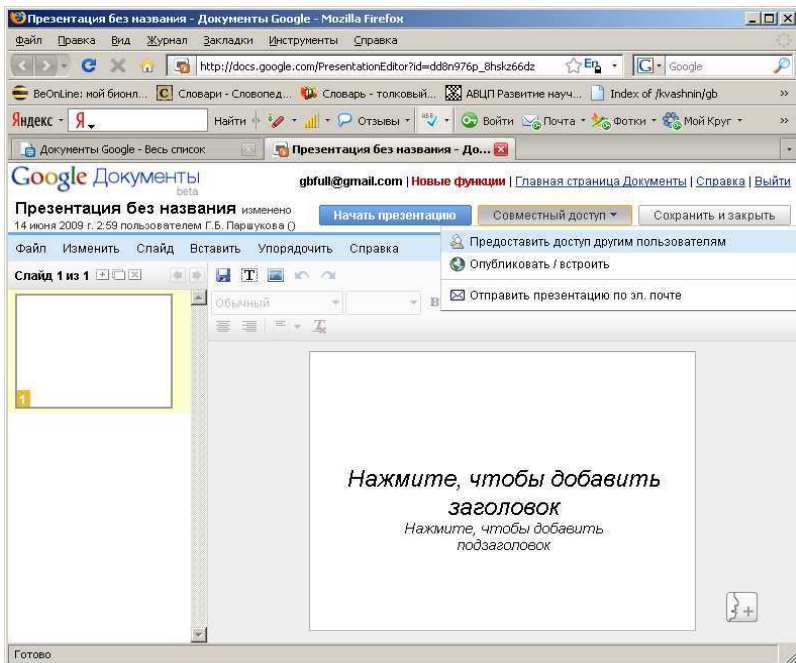 Презентация без названия - Документы Google - Mozilla Firefox
Файл Правка Вид Журнал Закладки Инструменты Справка
http://docs.google.com/PresentationEditor?id=dd8n976p_8hskz66dz En G Google
BeOnLine: мой бионл... C Словари - Словопед... Словарь - толковый... АВЦП Развитие науч... Index of /kvashnin/gb »
Яндекс Я Найти Отзывы Войти Почта Фотки Мой Круг »
Документы Google - Весь список Презентация без названия - До...
Google Документы
beta
gbfull@gmail.com | Новые функции | Главная страница Документы | Справка | Выйти
Презентация без названия изменено
14 июня 2009 г. 2:59 пользователем Г.Б. Паршукова ()
Начать презентацию Совместный доступ Сохранить и закрыть
Файл Изменить Слайд Вставить Упорядочить Справка
Предоставить доступ другим пользователям
Опубликовать / встроить
Отправить презентацию по эл. почте
Слайд 1 из 1
Обычный B
1
Нажмите, чтобы добавить
заголовок
Нажмите, чтобы добавить
подзаголовок
Готово